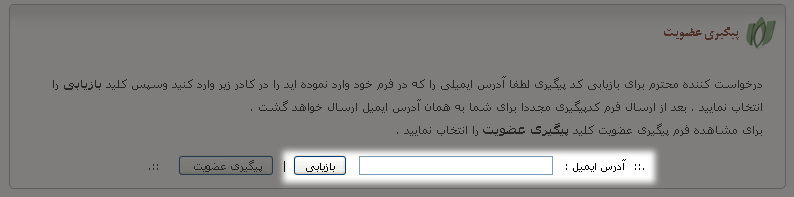 پیگیری عضویت
درخواست کننده محترم برای بازیابی کد پیگیری لطفا آدرس ایمیلی را که در فرم خود وارد نموده اید را در کادر زیر وارد کنید وسپس کلید بازیابی را
انتخاب نمایید . بعد از ارسال فرم کدپیگیری مجددا برای شما به همان آدرس ایمیل ارسال خواهد گشت .
برای مشاهده فرم پیگیری عضویت کلید پیگیری عضویت را انتخاب نمایید .
.:: آدرس ایمیل : بازیابی | پیگیری عضویت ::.